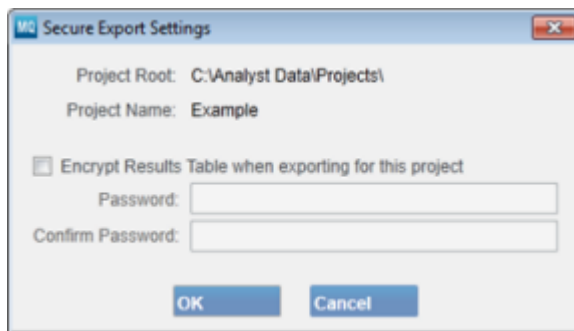 MQ Secure Export Settings
Project Root: C:\Analyst Data\Projects\
Project Name: Example
Encrypt Results Table when exporting for this project
Password:
Confirm Password:
OK Cancel